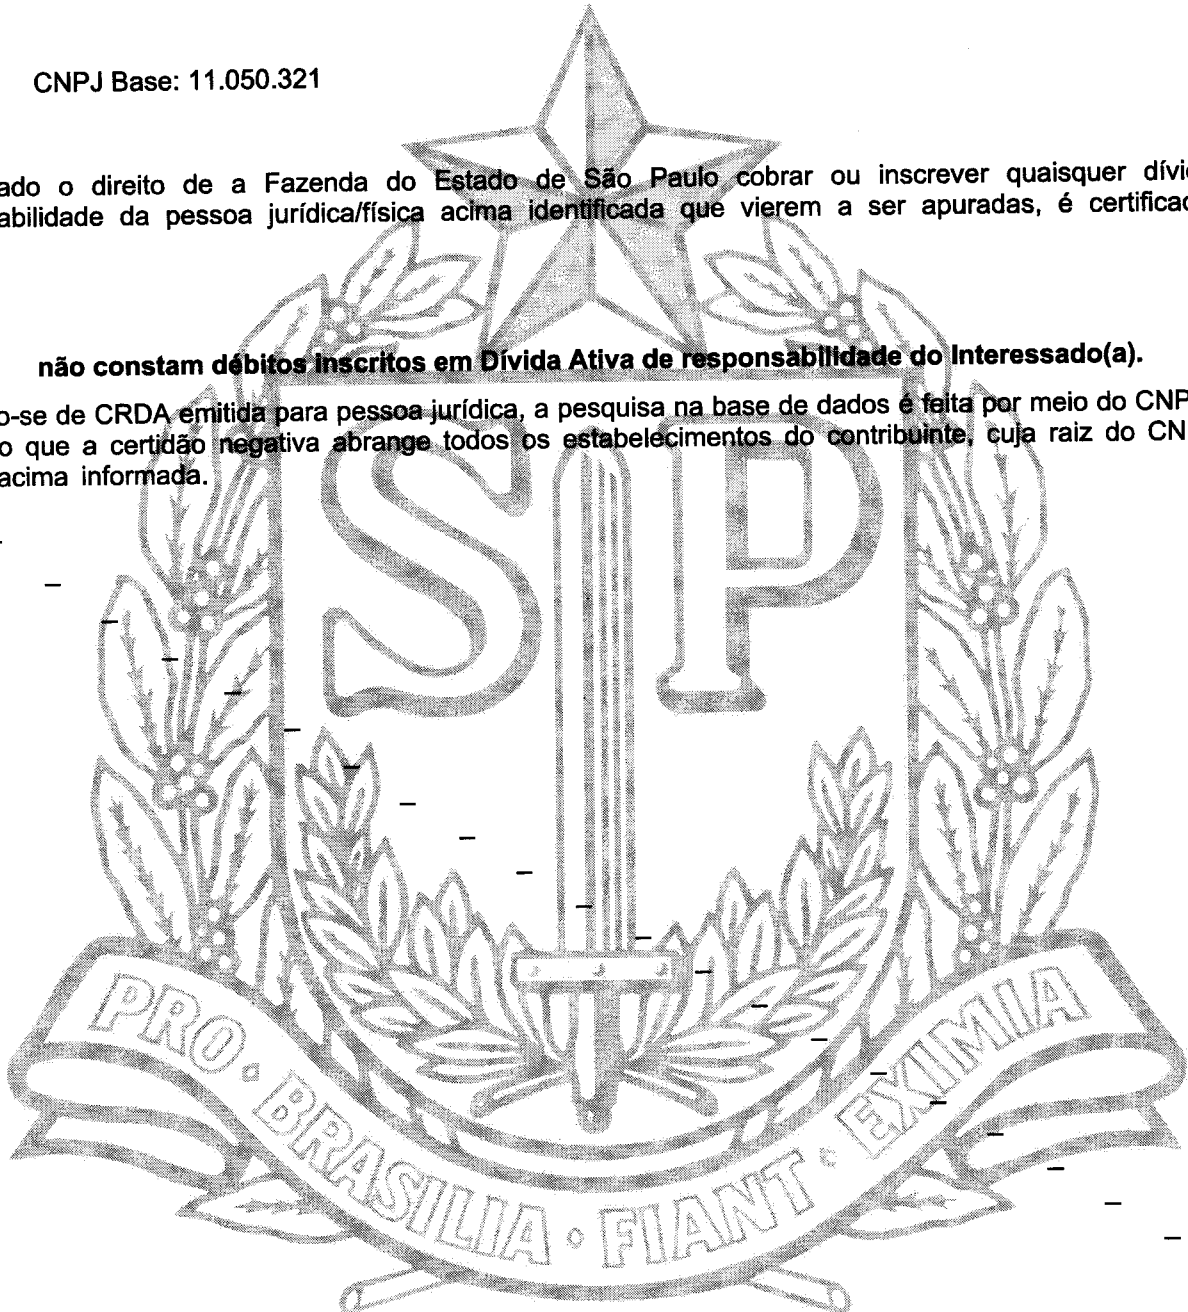 CNPJ Base: 11.050.321
ado o direito de a Fazenda do Estado de São Paulo cobrar ou inscrever quaisquer dívi
abilidade da pessoa jurídica/física acima identificada que vierem a ser apuradas, é certificad
não constam débitos inscritos em Dívida Ativa de responsabilidade do Interessado(a).
o-se de CRDA emitida para pessoa jurídica, a pesquisa na base de dados é feita por meio do CNP
o que a certidão negativa abrange todos os estabelecimentos do contribuinte, cuja raiz do CN
acima informada.
SP
PRO · BRASILIA · FIANT · EXIMIA